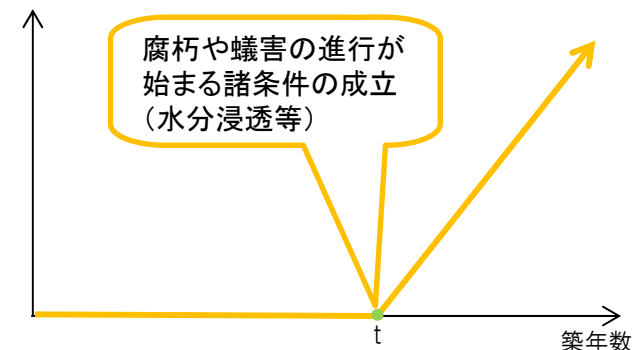 腐朽や蟻害の進行が
始まる諸条件の成立
（水分浸透等）
t
築年数